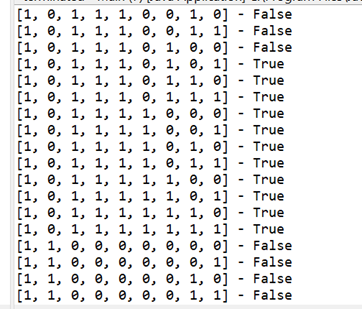 [1, 0, 1, 1, 1, 0, 0, 1, 0] - False
[1, 0, 1, 1, 1, 0, 0, 1, 1] - False
[1, 0, 1, 1, 1, 0, 1, 0, 0] - False
[1, 0, 1, 1, 1, 0, 1, 0, 1] - True
[1, 0, 1, 1, 1, 0, 1, 1, 0] - True
[1, 0, 1, 1, 1, 0, 1, 1, 1] - True
[1, 0, 1, 1, 1, 1, 0, 0, 0] - True
[1, 0, 1, 1, 1, 1, 0, 0, 1] - True
[1, 0, 1, 1, 1, 1, 0, 1, 0] - True
[1, 0, 1, 1, 1, 1, 0, 1, 1] - True
[1, 0, 1, 1, 1, 1, 1, 0, 0] - True
[1, 0, 1, 1, 1, 1, 1, 0, 1] - True
[1, 0, 1, 1, 1, 1, 1, 1, 0] - True
[1, 0, 1, 1, 1, 1, 1, 1, 1] - True
[1, 1, 0, 0, 0, 0, 0, 0, 0] - False
[1, 1, 0, 0, 0, 0, 0, 0, 1] - False
[1, 1, 0, 0, 0, 0, 0, 1, 0] - False
[1, 1, 0, 0, 0, 0, 0, 1, 1] - False